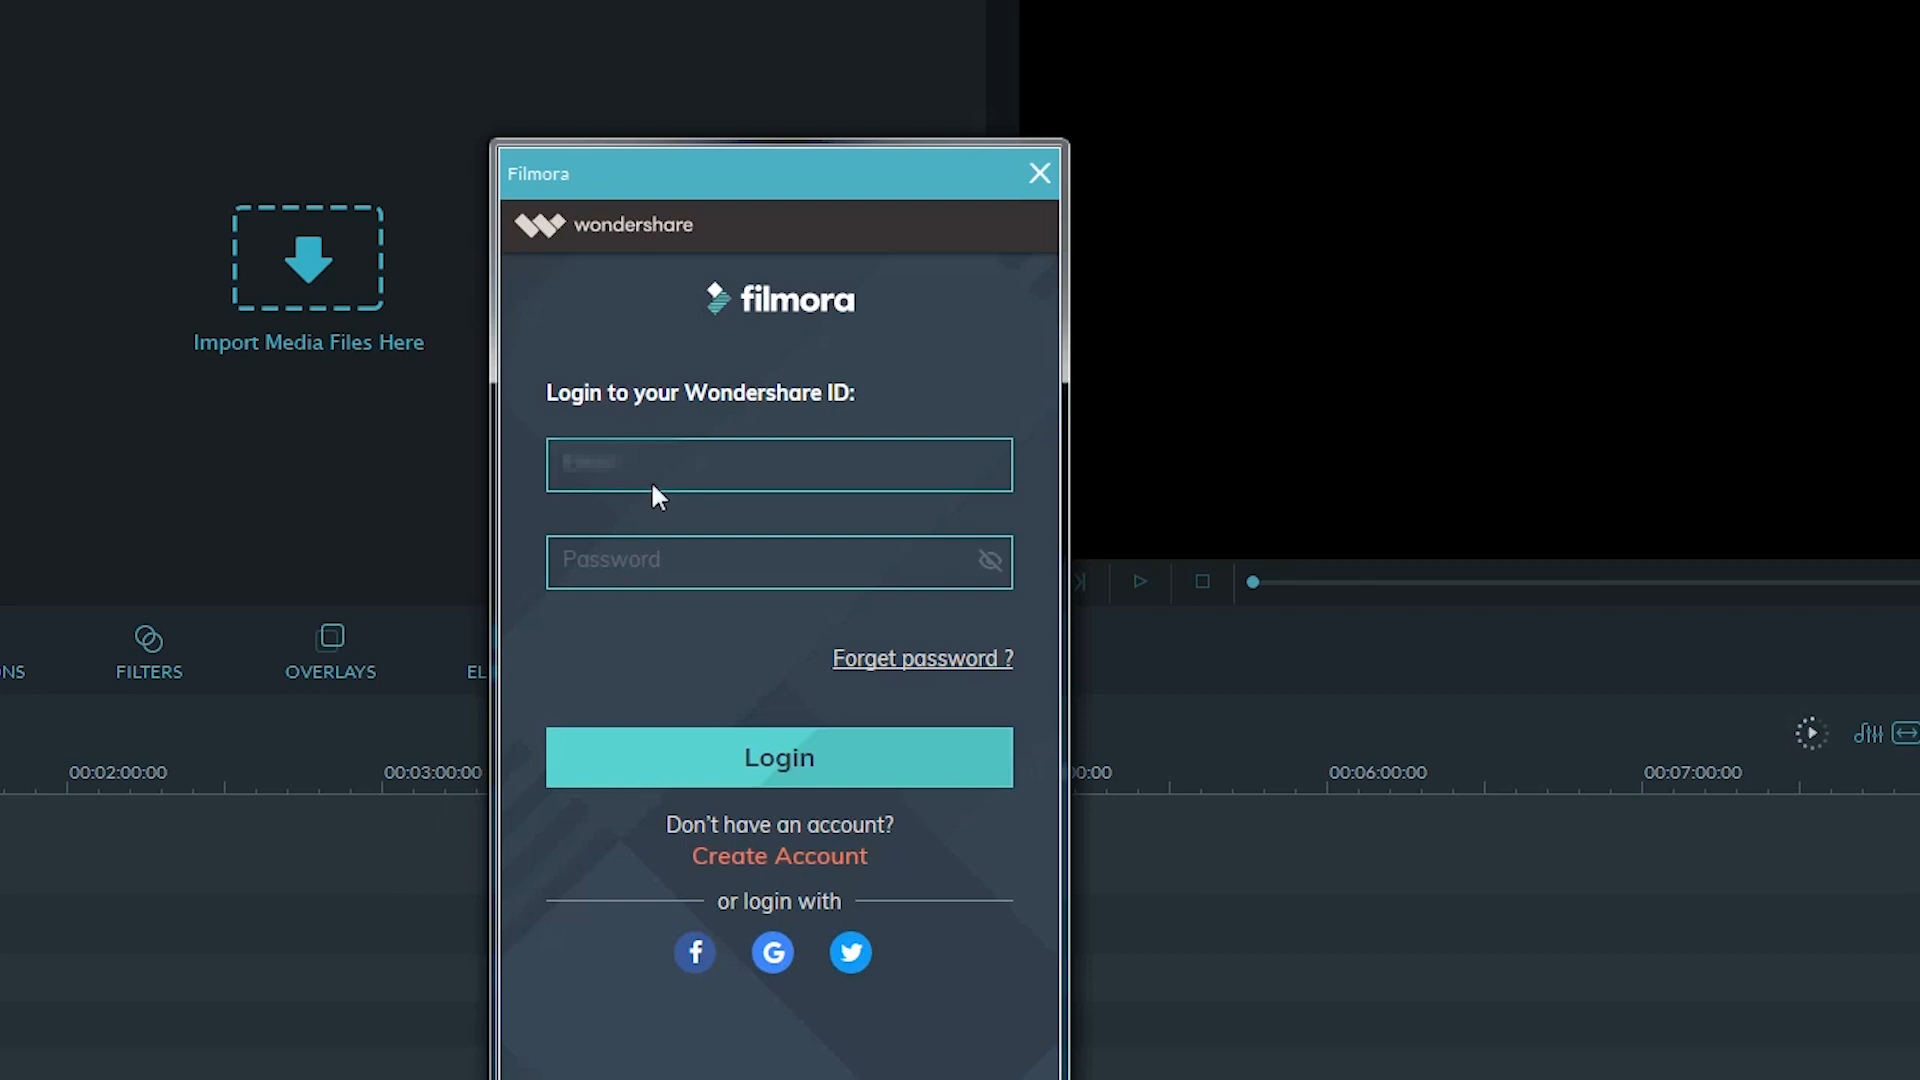 Filmora
wondershare
filmora
Import Media Files Here
Login to your Wondershare ID:
Password
Forget password ?
NS
FILTERS
OVERLAYS
EL
Login
00:02:00:00
00:03:00:00
00:00
00:06:00:00
00:07:00:00
Don't have an account?
Create Account
or login with